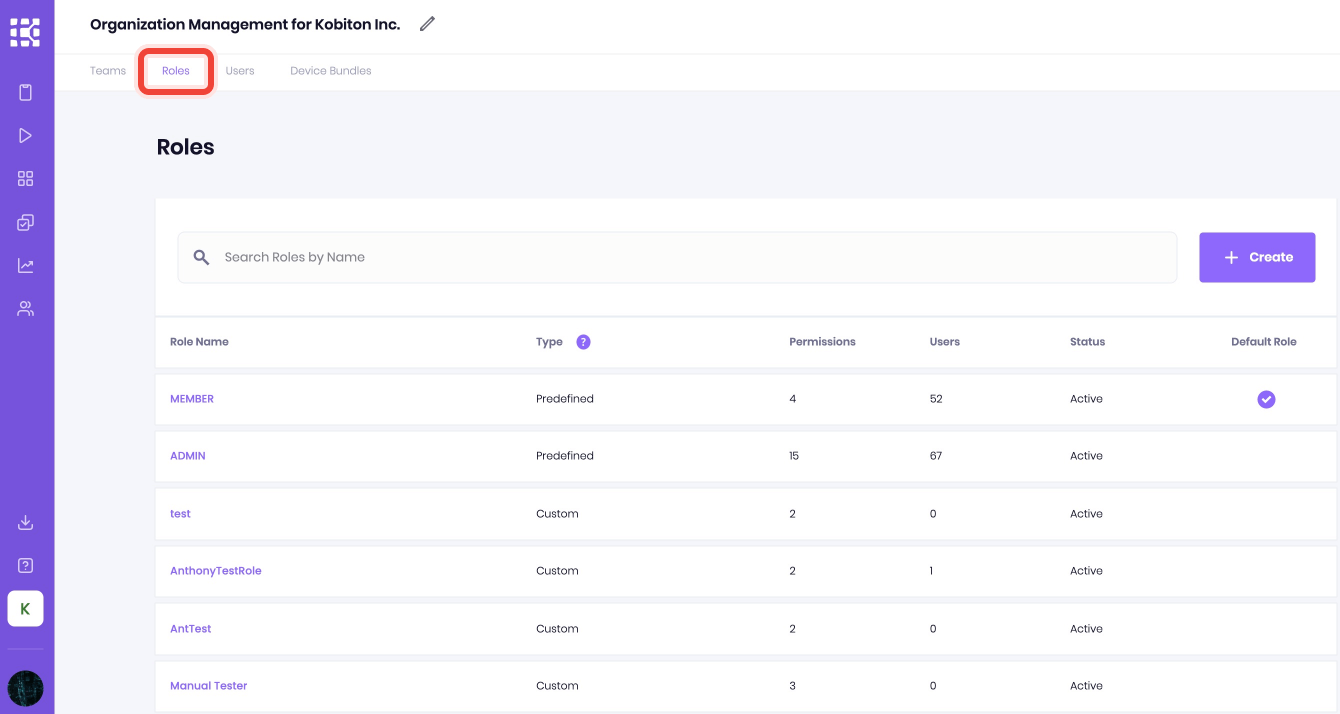 Organization Management for Kobiton Inc.
Teams Roles Users Device Bundles
Roles
Search Roles by Name
+ Create
Role Name Type ? Permissions Users Status Default Role
MEMBER Predefined 4 52 Active
ADMIN Predefined 15 67 Active
test Custom 2 0 Active
AnthonyTestRole Custom 2 1 Active
AntTest Custom 2 0 Active
Manual Tester Custom 3 0 Active
?
K